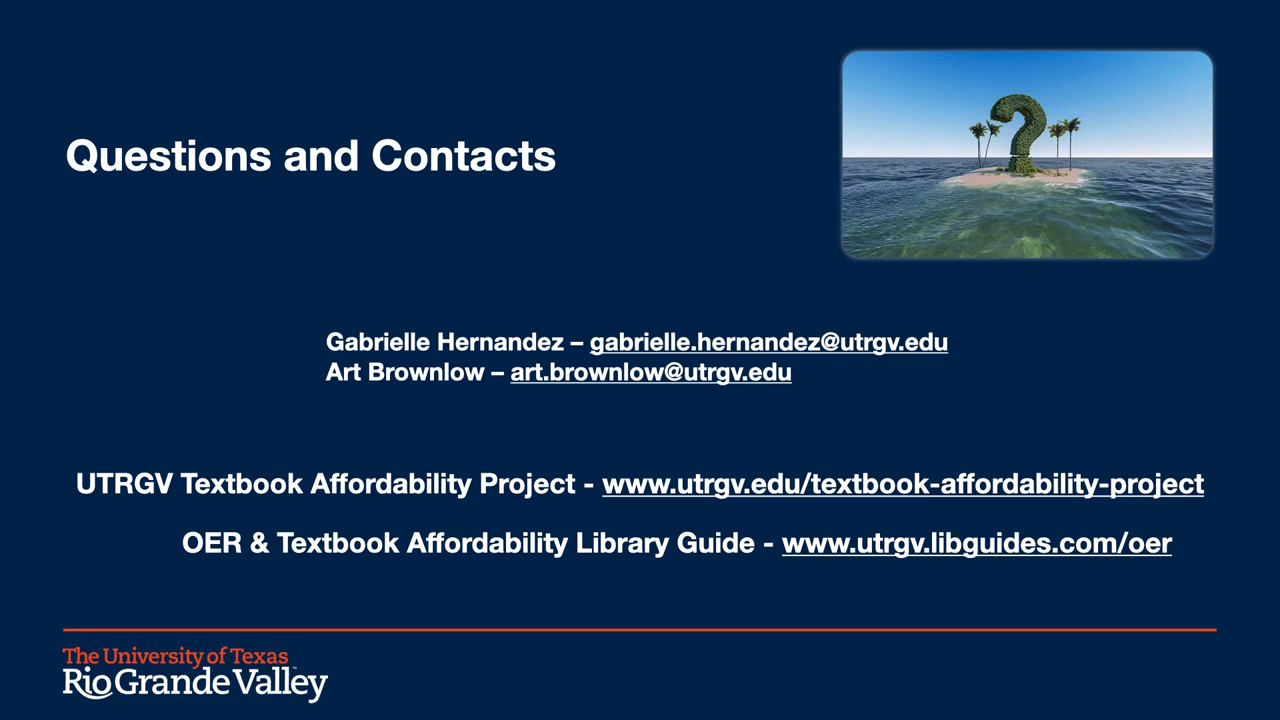 Questions and Contacts
Gabrielle Hernandez – gabrielle.hernandez@utrgv.edu
Art Brownlow – art.brownlow@utrgv.edu
UTRGV Textbook Affordability Project - www.utrgv.edu/textbook-affordability-project
OER & Textbook Affordability Library Guide - www.utrgv.libguides.com/oer
The University of Texas
Rio Grande Valley™